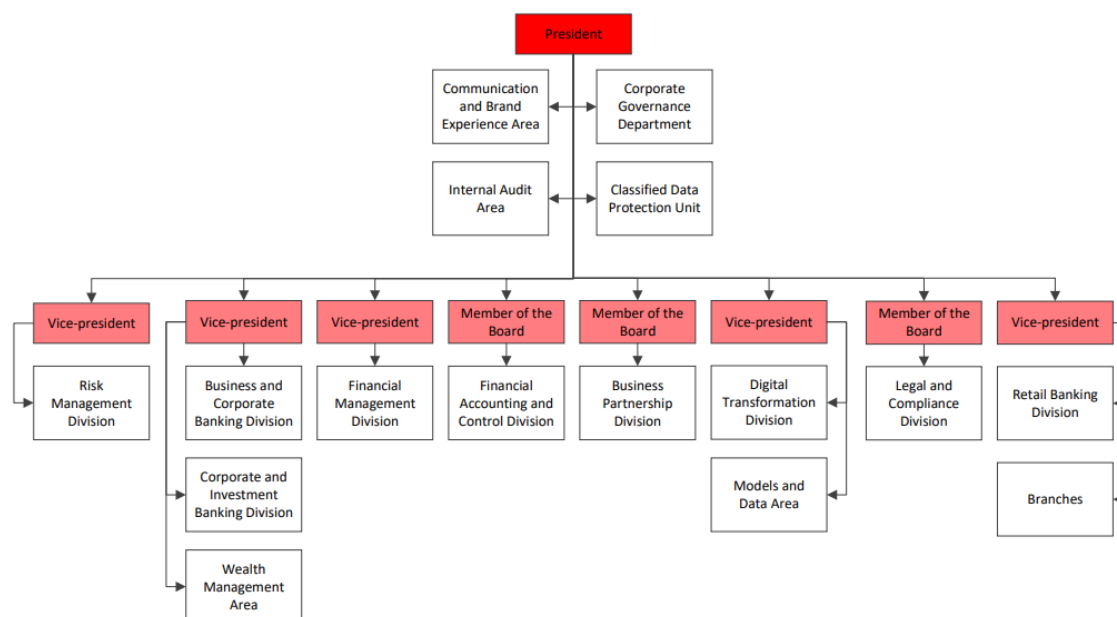 President
Communication
and Brand
Experience Area
Corporate
Governance
Department
Internal Audit
Area
Classified Data
Protection Unit
Vice-president
Vice-president
Vice-president
Member of the
Board
Member of the
Board
Vice-president
Member of the
Board
Vice-president
Risk
Management
Division
Business and
Corporate
Banking Division
Financial
Management
Division
Financial
Accounting and
Control Division
Business
Partnership
Division
Digital
Transformation
Division
Legal and
Compliance
Division
Retail Banking
Division
Corporate and
Investment
Banking Division
Models and
Data Area
Branches
Wealth
Management
Area